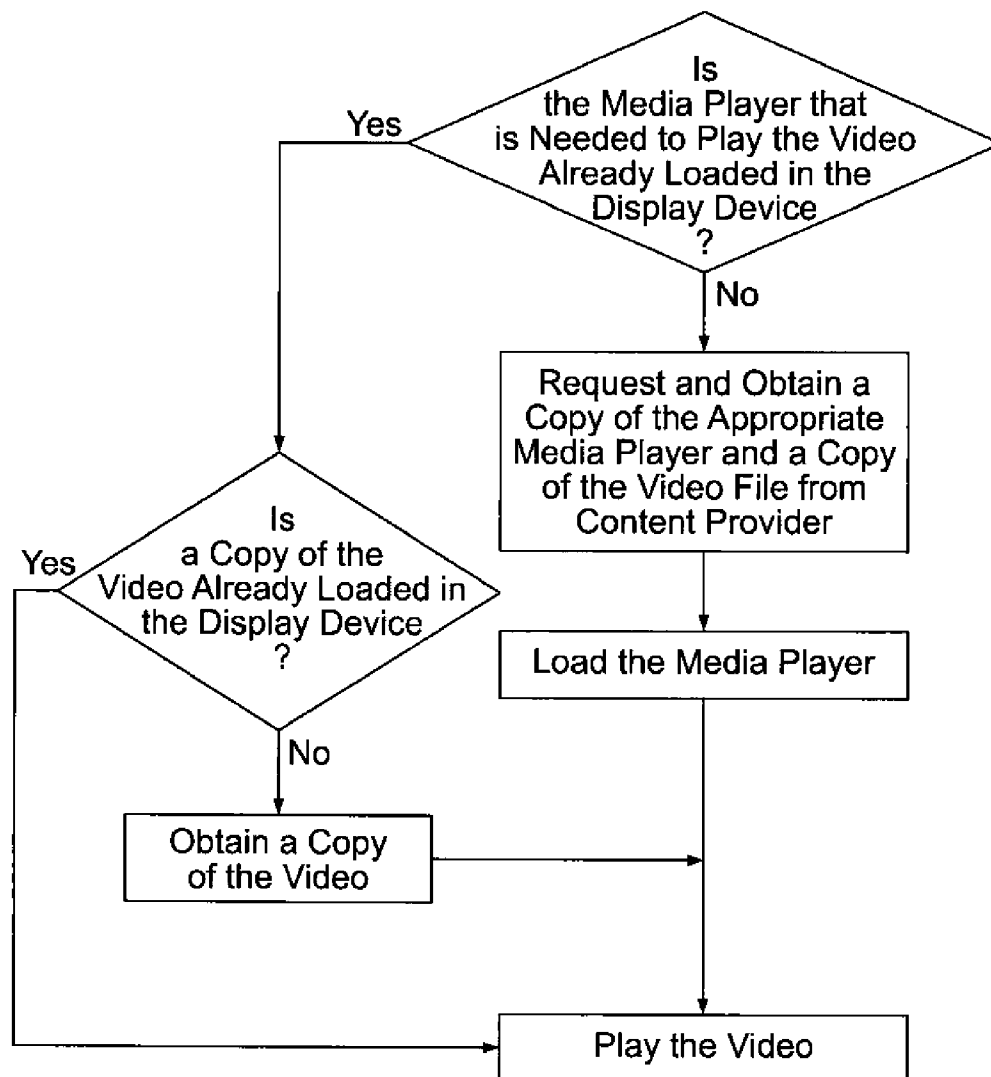 Is
the Media Player that
is Needed to Play the Video
Already Loaded in the
Display Device
?
Yes
No
Request and Obtain a
Copy of the Appropriate
Media Player and a Copy
of the Video File from
Content Provider
Is
a Copy of the
Video Already Loaded in
the Display Device
?
Yes
No
Load the Media Player
Obtain a Copy
of the Video
Play the Video